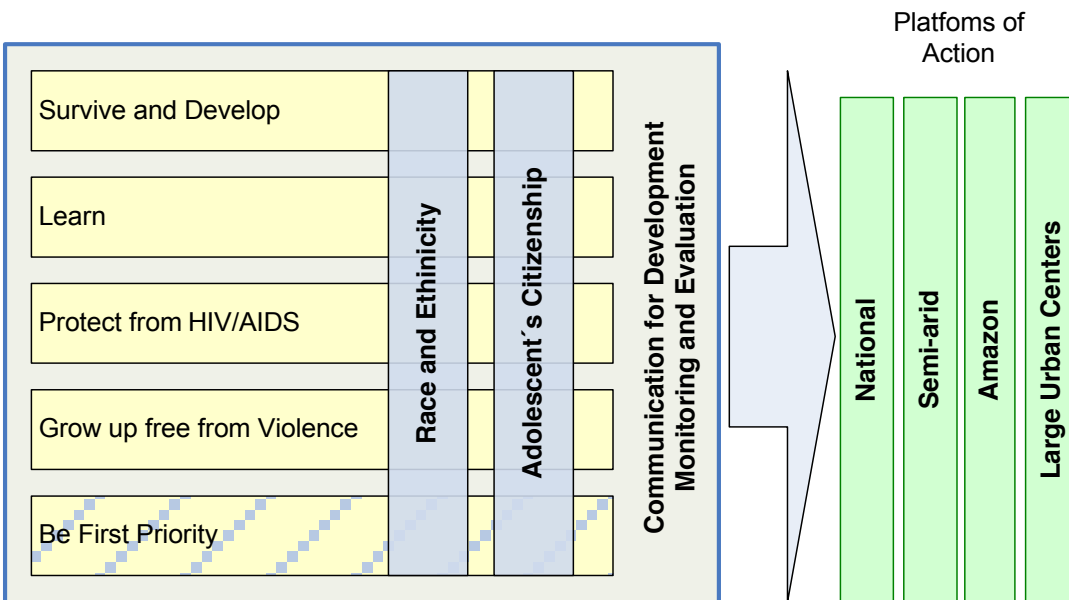 Platfoms of
Action
Survive and Develop
Learn
Protect from HIV/AIDS
Grow up free from Violence
Be First Priority
Race and Ethinicity
Adolescent´s Citizenship
Communication for Development
Monitoring and Evaluation
National
Semi-arid
Amazon
Large Urban Centers